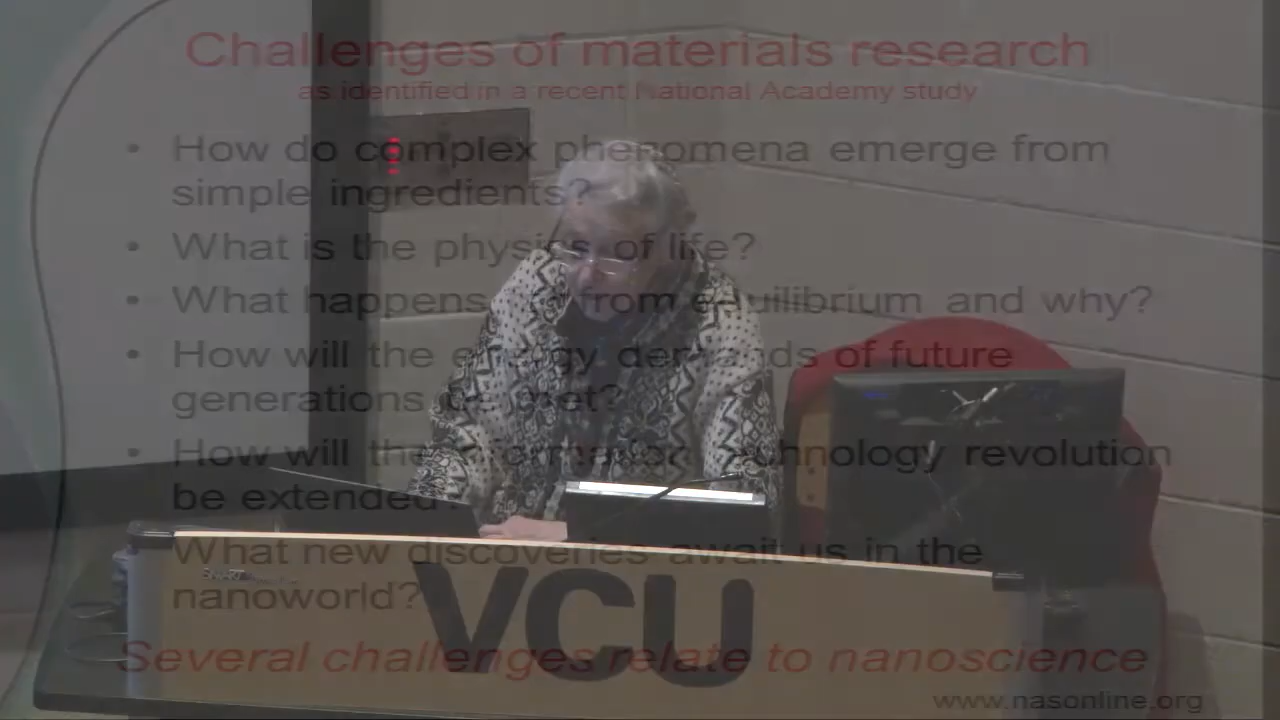 Challenges of materials research
as identified in a recent National Academy study
• How do complex phenomena emerge from
simple ingredients?
• What is the physics of life?
• What happens from equilibrium and why?
• How will the energy demands of future
generations be met?
• How will the information technology revolution
be extended
What new discoveries await us in the
nanoworld?
VCU
Several challenges relate to nanoscience
www.nasonline.org